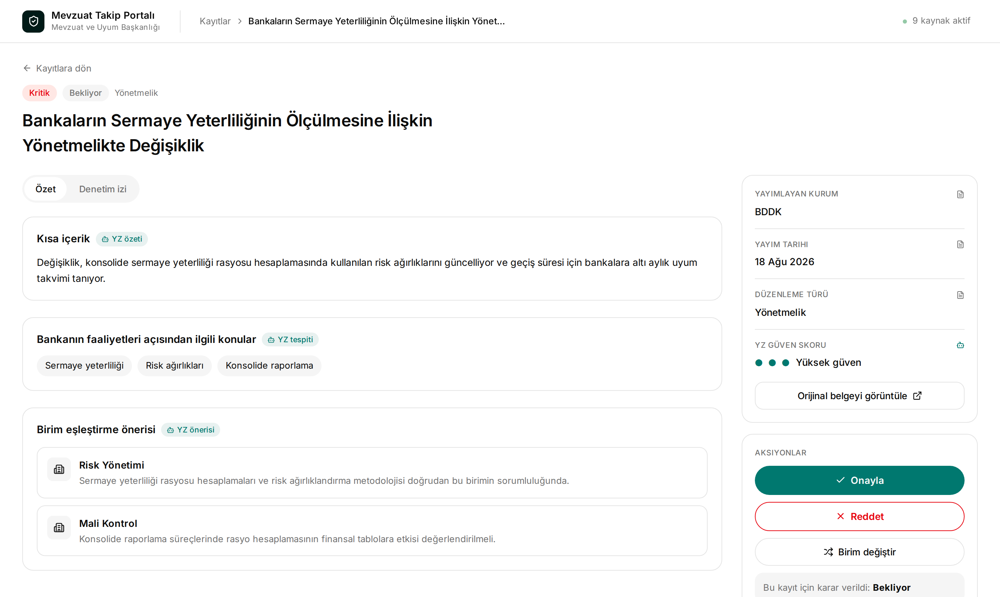 Mevzuat Takip Portalı
Mevzuat ve Uyum Başkanlığı
Kayıtlar
Bankaların Sermaye Yeterliliğinin Ölçülmesine İlişkin Yönet...
9 kaynak aktif
Kayıtlara dön
Kritik
Bekliyor
Yönetmelik
Bankaların Sermaye Yeterliliğinin Ölçülmesine İlişkin
Yönetmelikte Değişiklik
Özet
Denetim izi
Kısa içerik
YZ özeti
Değişiklik, konsolide sermaye yeterliliği rasyosu hesaplamasında kullanılan risk ağırlıklarını güncelliyor ve geçiş süresi için bankalara altı aylık uyum
takvimi tanıyor.
Bankanın faaliyetleri açısından ilgili konular
YZ tespiti
Sermaye yeterliliği
Risk ağırlıkları
Konsolide raporlama
Birim eşleştirme önerisi
YZ önerisi
Risk Yönetimi
Sermaye yeterliliği rasyosu hesaplamaları ve risk ağırlıklandırma metodolojisi doğrudan bu birimin sorumluluğunda.
Mali Kontrol
Konsolide raporlama süreçlerinde rasyo hesaplamasının finansal tablolara etkisi değerlendirilmeli.
YAYIMLAYAN KURUM
BDDK
YAYIM TARIHI
18 Ağu 2026
DÜZENLEME TÜRÜ
Yönetmelik
YZ GÜVEN SKORU
Yüksek güven
Orijinal belgeyi görüntüle
AKSIYONLAR
Onayla
Reddet
Birim değiştir
Bu kayıt için karar verildi: Bekliyor